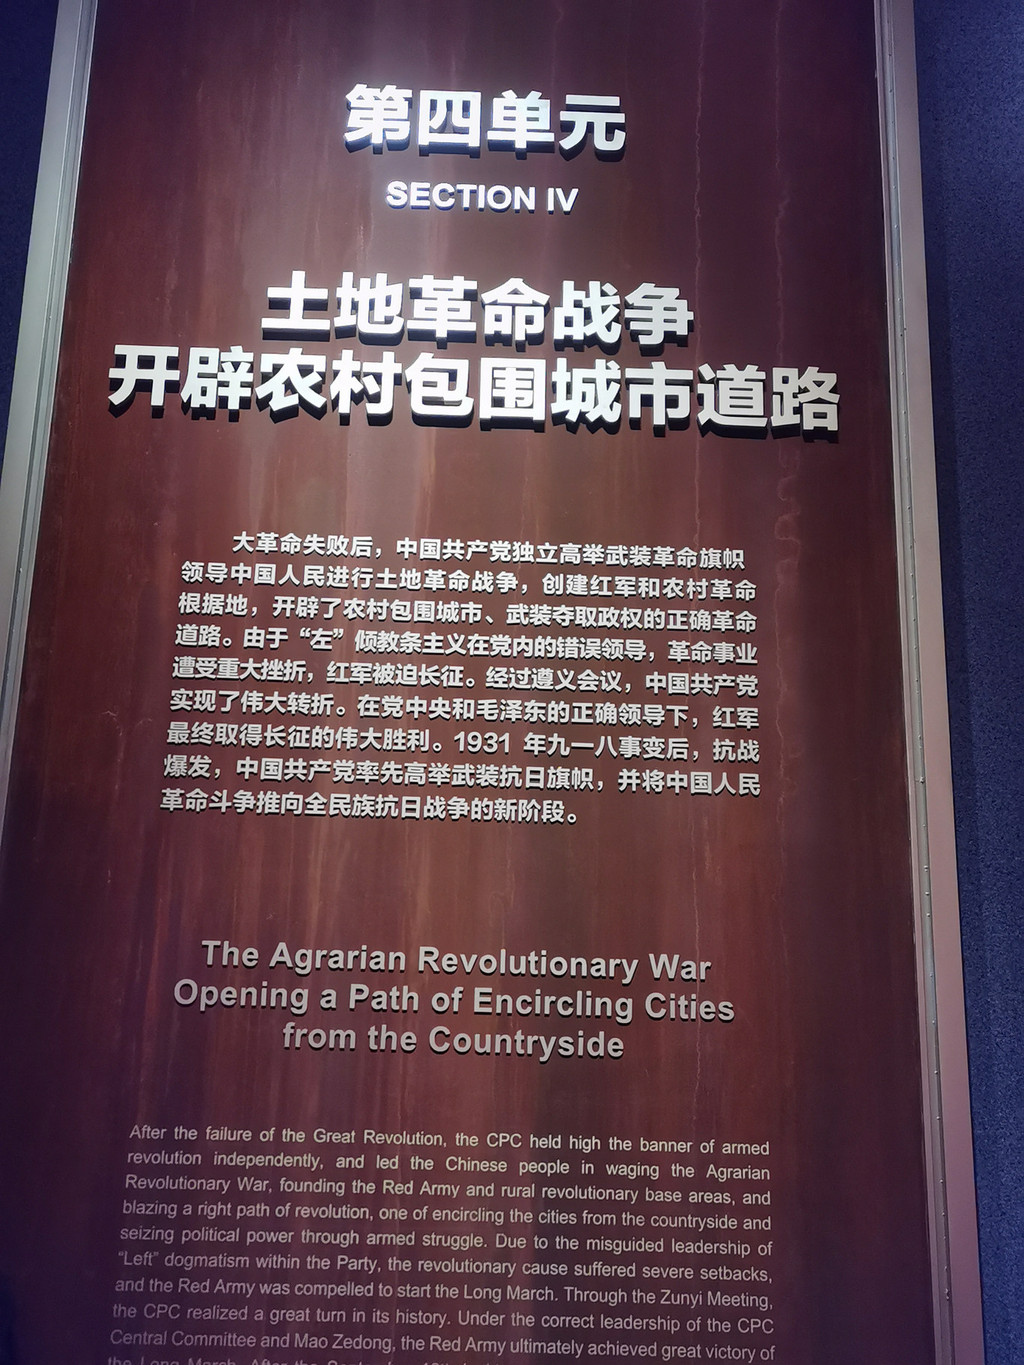 第四单元
SECTION IV
土地革命战争
开辟农村包围城市道路
大革命失败后，中国共产党独立高举武装革命旗帜
领导中国人民进行土地革命战争，创建红军和农村革命
根据地，开辟了农村包围城市、武装夺取政权的正确革命
道路。由于“左”倾教条主义在党内的错误领导，革命事业
遭受重大挫折，红军被迫长征。经过遵义会议，中国共产党
实现了伟大转折。在党中央和毛泽东的正确领导下，红军
最终取得长征的伟大胜利。1931 年九一八事变后，抗战
爆发，中国共产党率先高举武装抗日旗帜，并将中国人民
革命斗争推向全民族抗日战争的新阶段。
The Agrarian Revolutionary War
Opening a Path of Encircling Cities
from the Countryside
After the failure of the Great Revolution, the CPC held high the banner of armed
revolution independently, and led the Chinese people in waging the Agrarian
Revolutionary War, founding the Red Army and rural revolutionary base areas, and
blazing a right path of revolution, one of encircling the cities from the countryside and
seizing political power through armed struggle. Due to the misguided leadership of
“Left” dogmatism within the Party, the revolutionary cause suffered severe setbacks,
and the Red Army was compelled to start the Long March. Through the Zunyi Meeting,
the CPC realized a great turn in its history. Under the correct leadership of the CPC
Central Committee and Mao Zedong, the Red Army ultimately achieved great victory of
the Long March. After the September